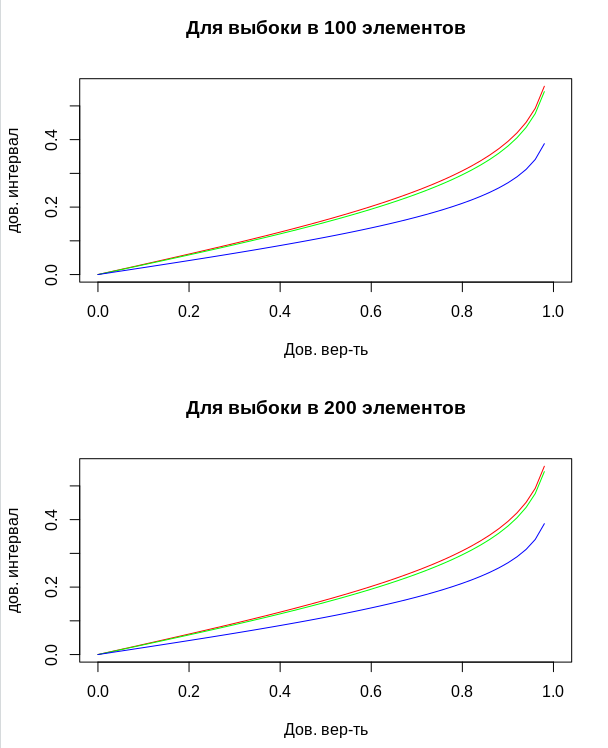 Для выбоки в 100 элементов
дов. интервал
0.4
0.2
0.0
0.0 0.2 0.4 0.6 0.8 1.0
Дов. вер-ть
Для выбоки в 200 элементов
дов. интервал
0.4
0.2
0.0
0.0 0.2 0.4 0.6 0.8 1.0
Дов. вер-ть